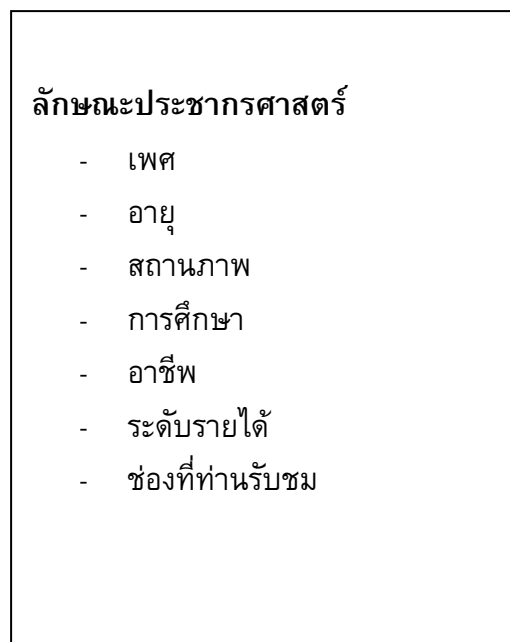 ลักษณะประชากรศาสตร์
- เพศ
- อายุ
- สถานภาพ
- การศึกษา
- อาชีพ
- ระดับรายได้
- ช่องที่ท่านรับชม